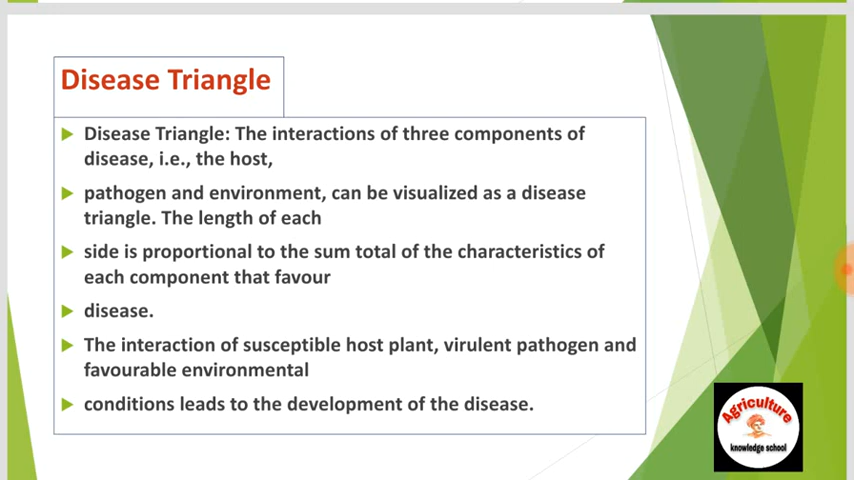 Disease Triangle
Disease Triangle: The interactions of three components of
disease, i.e., the host,
pathogen and environment, can be visualized as a disease
triangle. The length of each
side is proportional to the sum total of the characteristics of
each component that favour
disease.
The interaction of susceptible host plant, virulent pathogen and
favourable environmental
conditions leads to the development of the disease.
Agriculture
knowledge school